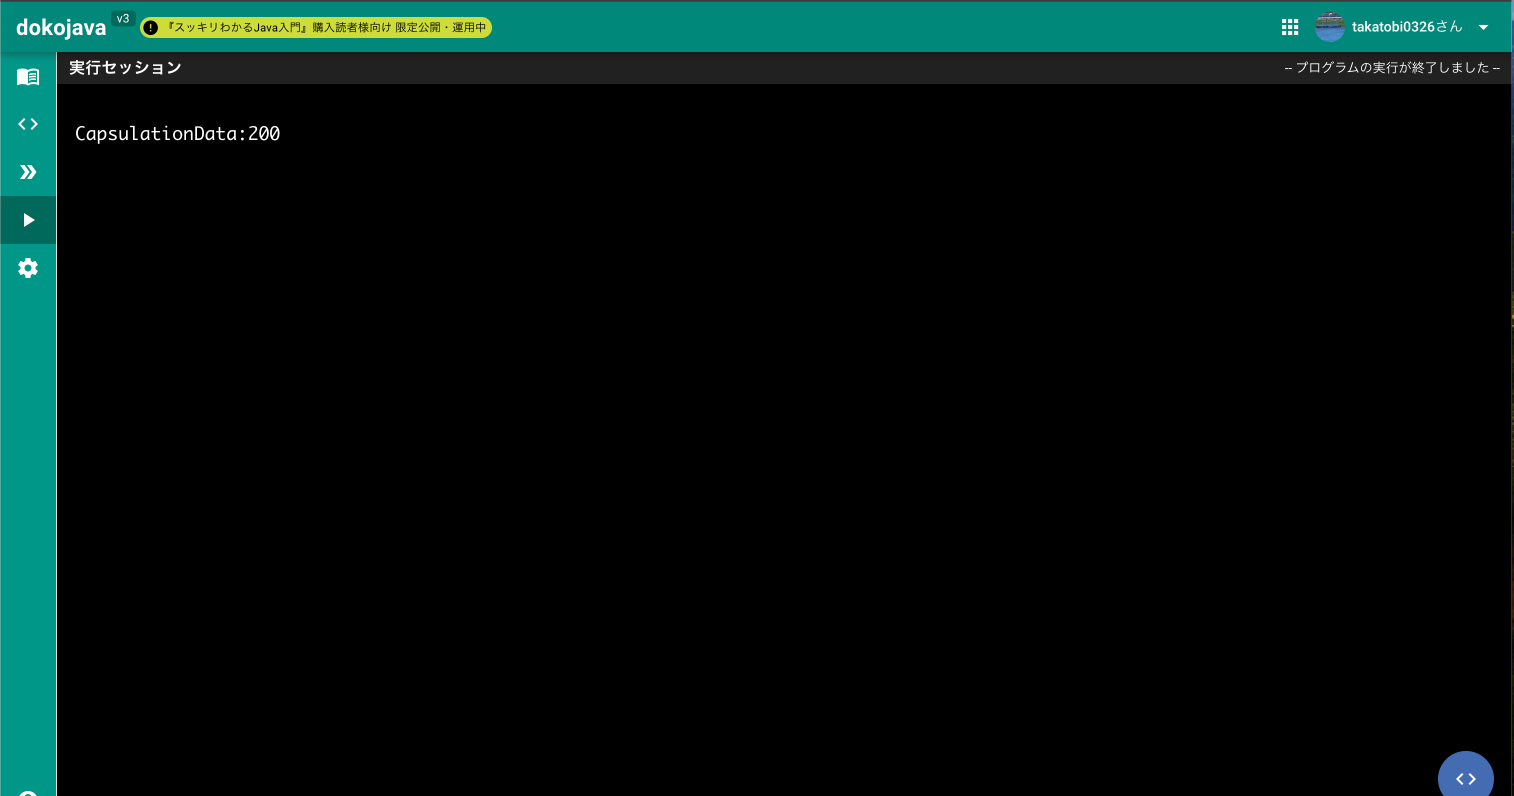 dokojava v3 『スッキリわかるJava入門』購入読者様向け 限定公開・運用中 takatobi0326さん
実行セッション -- プログラムの実行が終了しました --
CapsulationData:200